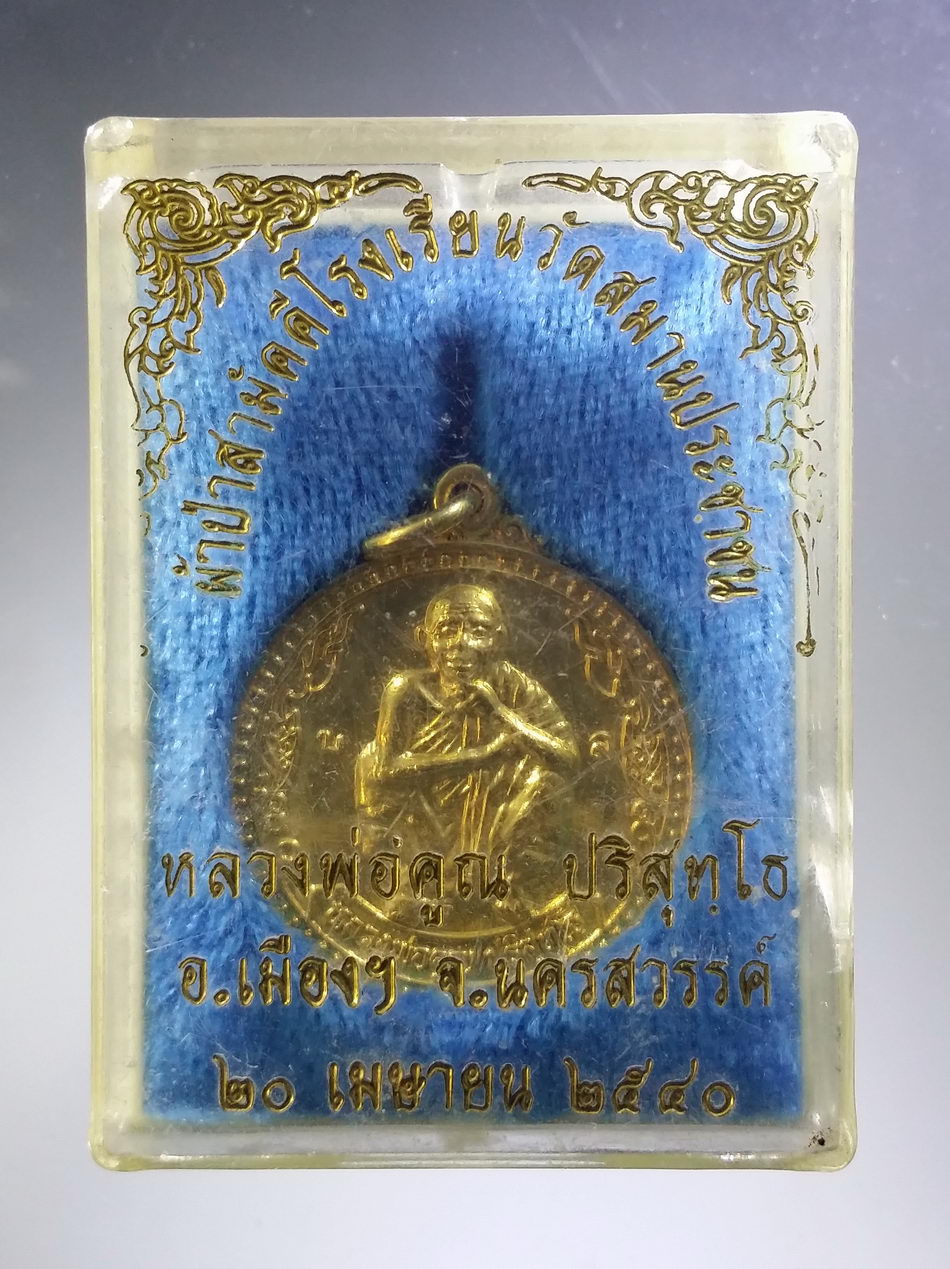 ผ้าป่าสามัคคีโรงเรียนวัดสมานประชาชน
หลวงพ่อคูณ ปริสุทฺโธ
อ.เมืองฯ จ.นครสวรรค์
๒๐ เมษายน ๒๕๔๐